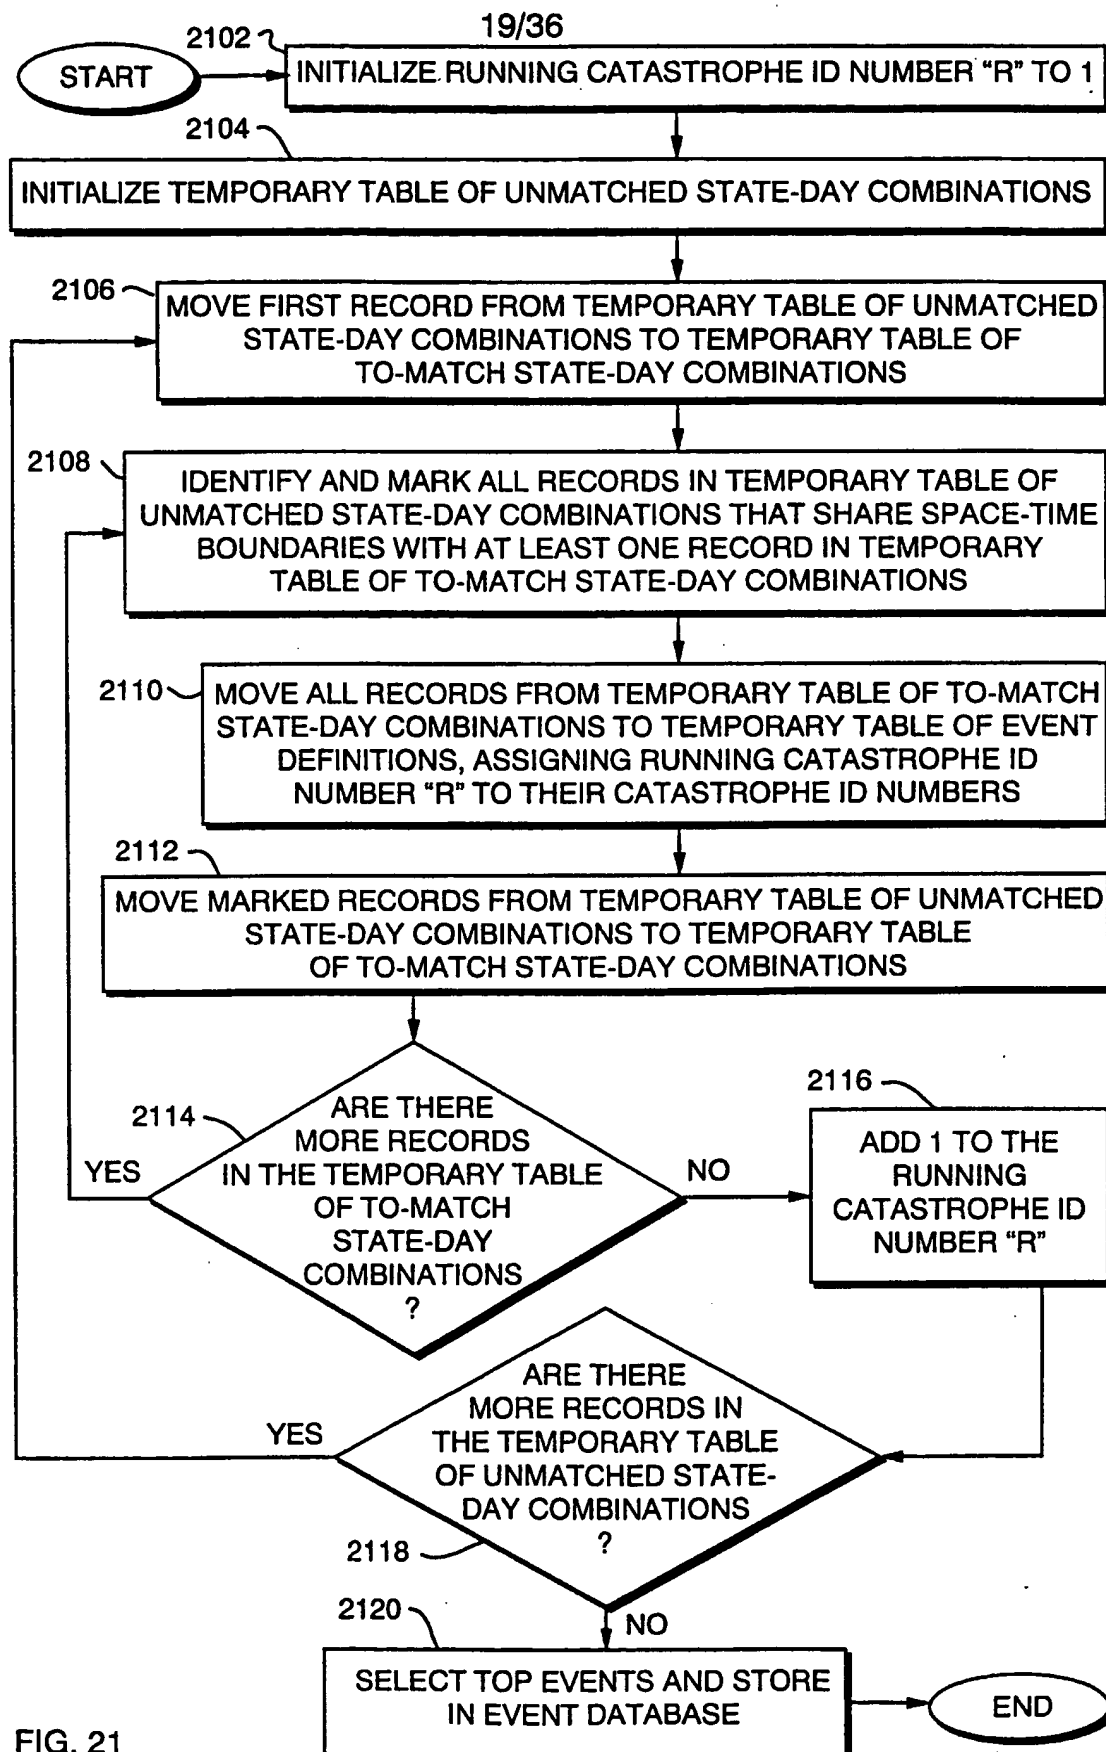 19/36
2102
START
INITIALIZE RUNNING CATASTROPHE ID NUMBER "R" TO 1
2104
INITIALIZE TEMPORARY TABLE OF UNMATCHED STATE-DAY COMBINATIONS
2106
MOVE FIRST RECORD FROM TEMPORARY TABLE OF UNMATCHED
STATE-DAY COMBINATIONS TO TEMPORARY TABLE OF
TO-MATCH STATE-DAY COMBINATIONS
2108
IDENTIFY AND MARK ALL RECORDS IN TEMPORARY TABLE OF
UNMATCHED STATE-DAY COMBINATIONS THAT SHARE SPACE-TIME
BOUNDARIES WITH AT LEAST ONE RECORD IN TEMPORARY
TABLE OF TO-MATCH STATE-DAY COMBINATIONS
2110
MOVE ALL RECORDS FROM TEMPORARY TABLE OF TO-MATCH
STATE-DAY COMBINATIONS TO TEMPORARY TABLE OF EVENT
DEFINITIONS, ASSIGNING RUNNING CATASTROPHE ID
NUMBER "R" TO THEIR CATASTROPHE ID NUMBERS
2112
MOVE MARKED RECORDS FROM TEMPORARY TABLE OF UNMATCHED
STATE-DAY COMBINATIONS TO TEMPORARY TABLE
OF TO-MATCH STATE-DAY COMBINATIONS
2114
ARE THERE
MORE RECORDS
IN THE TEMPORARY TABLE
OF TO-MATCH
STATE-DAY
COMBINATIONS
?
YES
NO
2116
ADD 1 TO THE
RUNNING
CATASTROPHE ID
NUMBER "R"
ARE THERE
MORE RECORDS IN
THE TEMPORARY TABLE
OF UNMATCHED STATE-
DAY COMBINATIONS
?
YES
2118
NO
2120
SELECT TOP EVENTS AND STORE
IN EVENT DATABASE
END
FIG. 21